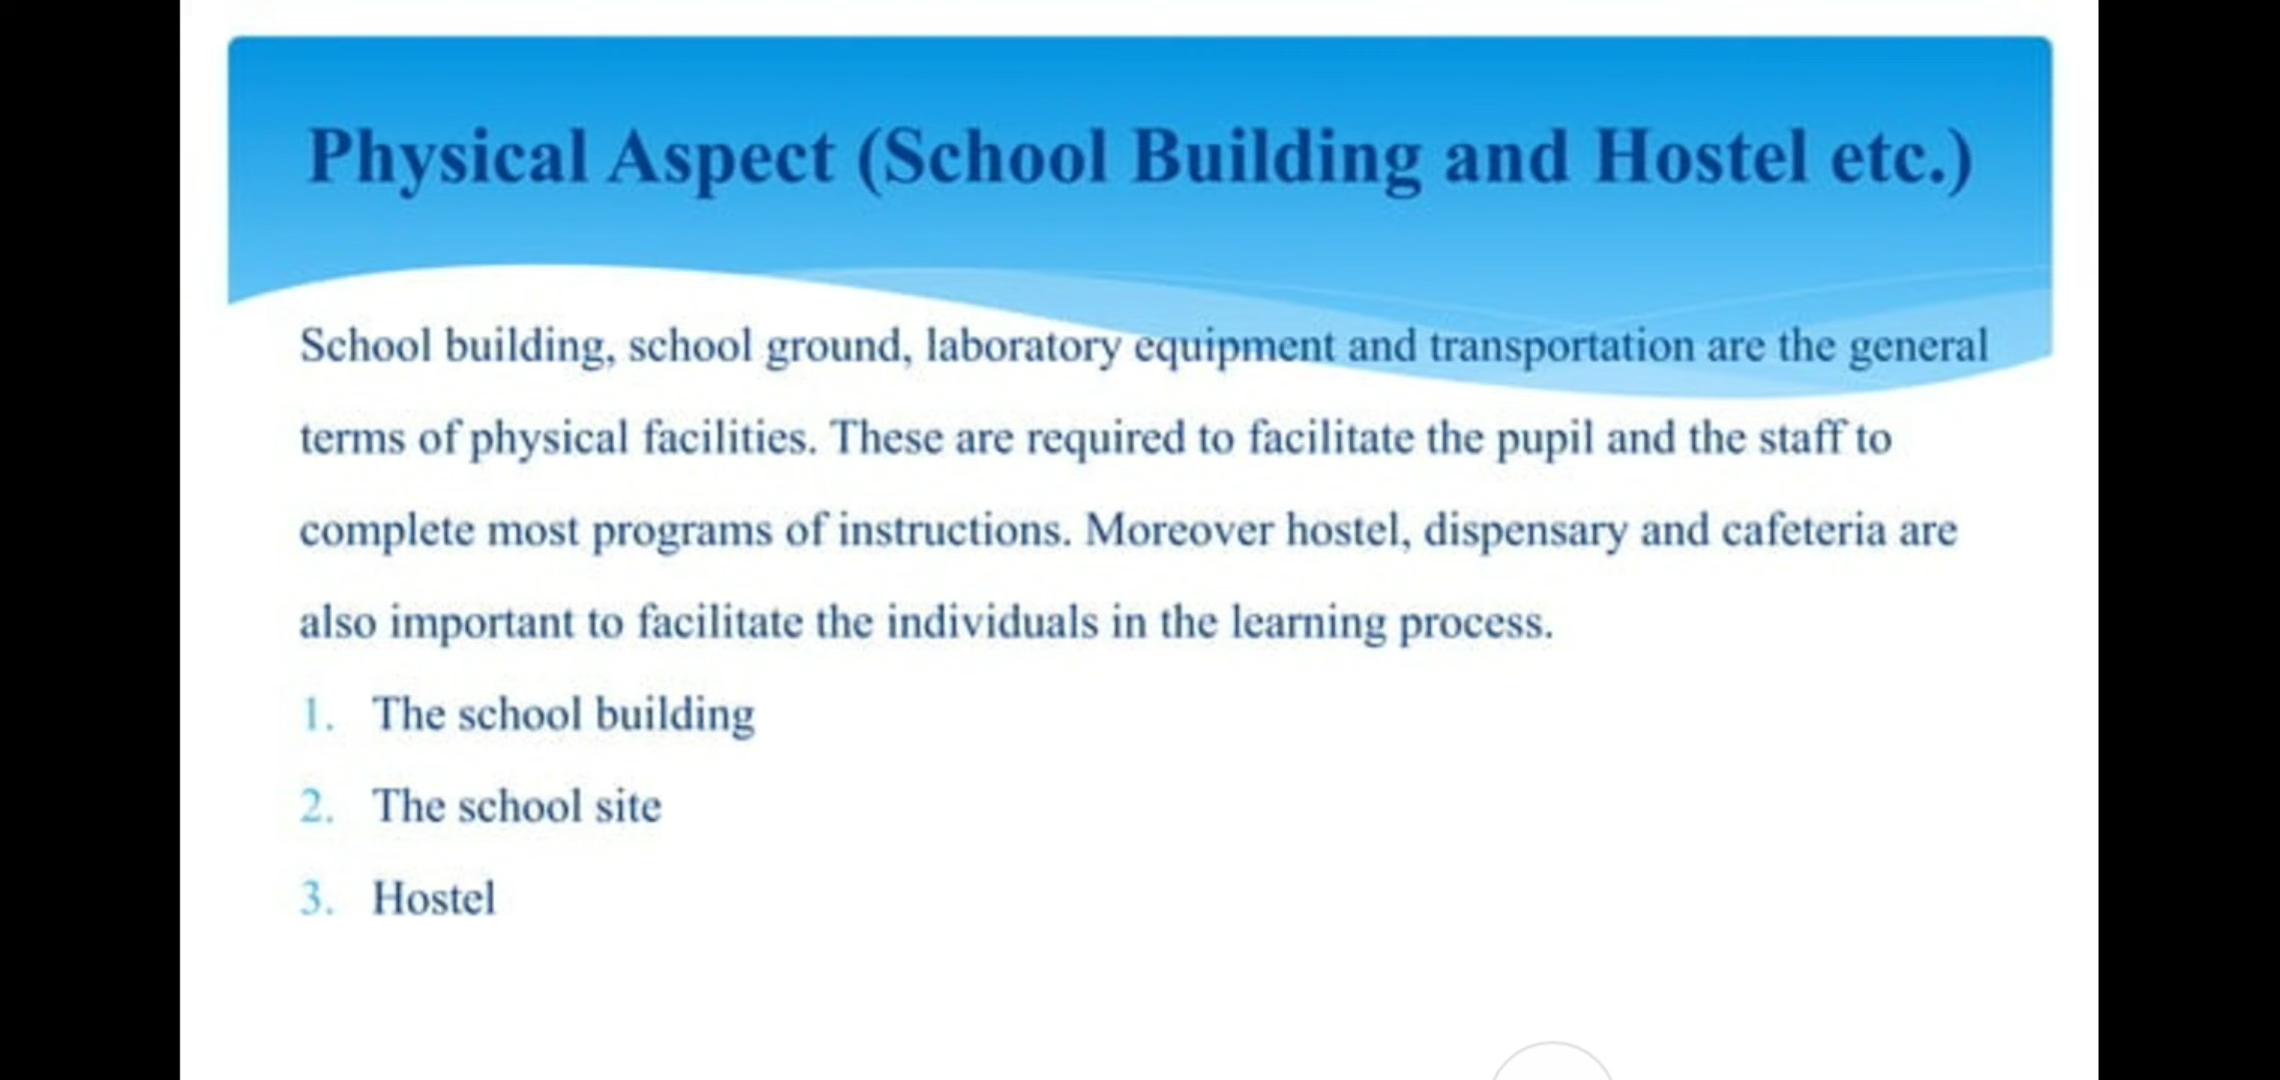 Physical Aspect (School Building and Hostel etc.)
School building, school ground, laboratory equipment and transportation are the general
terms of physical facilities. These are required to facilitate the pupil and the staff to
complete most programs of instructions. Moreover hostel, dispensary and cafeteria are
also important to facilitate the individuals in the learning process.
1. The school building
2. The school site
3. Hostel